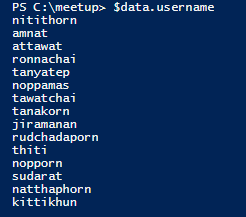 PS C:\meetup> $data.username
nitithorn
amnat
attawat
ronnachai
tanyatep
noppamas
tawatchai
tanakorn
jiramanan
rudchadaporn
thiti
nopporn
sudarat
natthaphorn
kittikhun